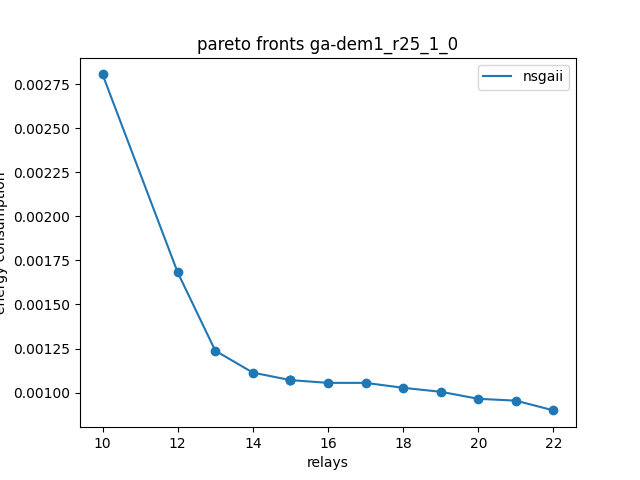 pareto fronts ga-dem1_r25_1_0
nsgaii
0.00275
0.00250
0.00225
0.00200
0.00175
0.00150
0.00125
0.00100
energy consumption
10 12 14 16 18 20 22
relays